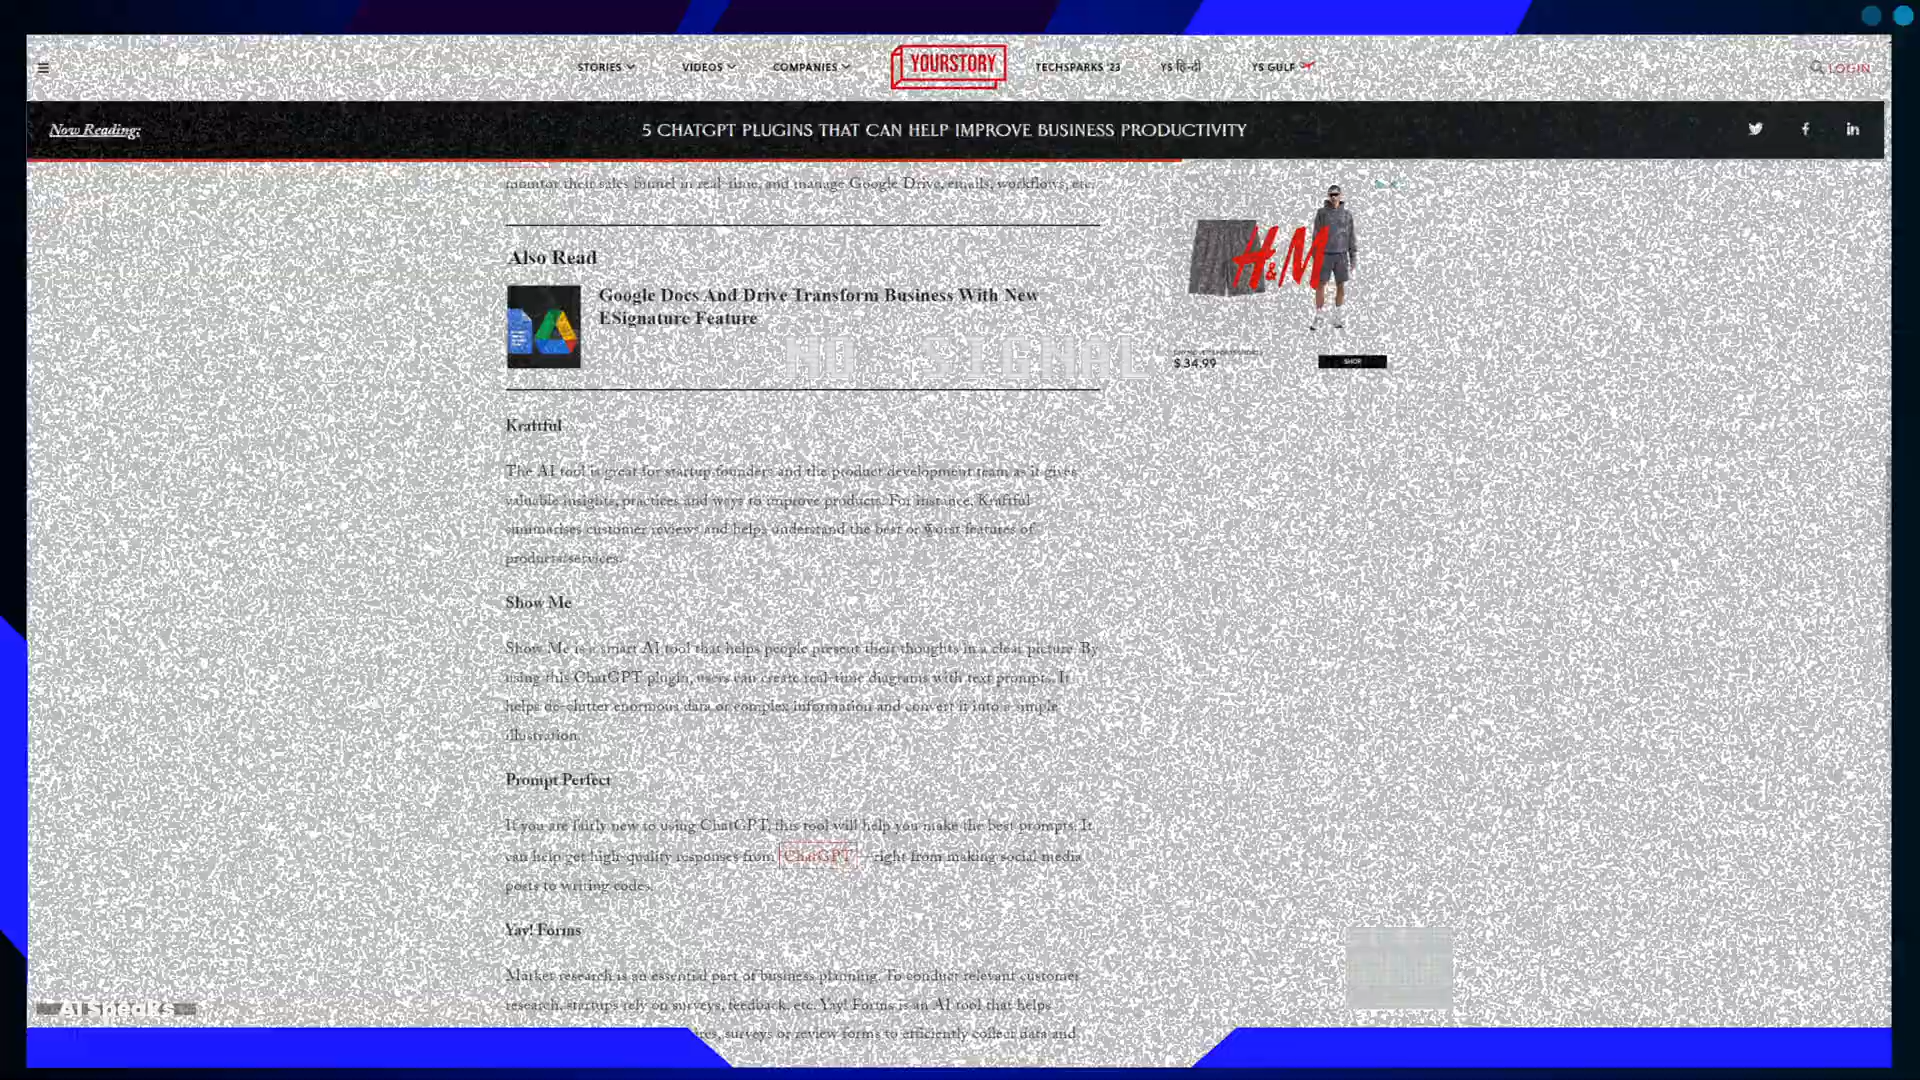 STORIES VIDEOS COMPANIES YOURSTORY TECHSPARKS '23 YS हिन्दी YS GULF LOGIN
Now Reading: 5 CHATGPT PLUGINS THAT CAN HELP IMPROVE BUSINESS PRODUCTIVITY
monitor their sales funnel in real-time, and manage Google Drive, emails, workflows, etc.
Also Read
Google Docs And Drive Transform Business With New
ESignature Feature
H&M
NO SIGNAL
$ 34.99 SHOP
Kraftful
The AI tool is great for startup founders and the product development team as it gives
valuable insights, practices and ways to improve products. For instance, Kraftful
summarises customer reviews and helps understand the best or worst features of
products/services.
Show Me
Show Me is a smart AI tool that helps people present their thoughts in a clear picture. By
using this ChatGPT plugin, users can create real-time diagrams with text prompts. It
helps de-clutter enormous data or complex information and convert it into a simple
illustration.
Prompt Perfect
If you are fairly new to using ChatGPT, this tool will help you make the best prompts. It
can help get high-quality responses from ChatGPT—right from making social media
posts to writing codes.
Yay! Forms
Market research is an essential part of business planning. To conduct relevant customer
research, startups rely on surveys, feedback, etc. Yay! Forms is an AI tool that helps
surveys or review forms to efficiently collect data and
AI Speaks